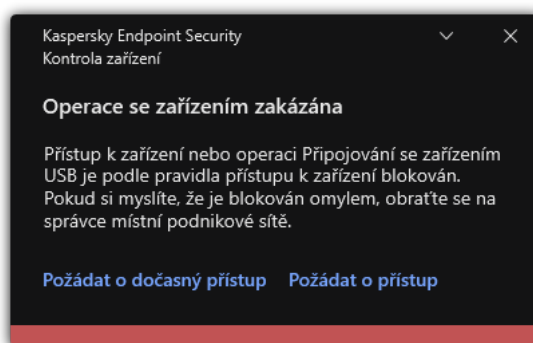 Kaspersky Endpoint Security
Kontrola zařízení
Operace se zařízením zakázána
Přístup k zařízení nebo operaci Připojování se zařízením
USB je podle pravidla přístupu k zařízení blokován.
Pokud si myslíte, že je blokován omylem, obraťte se na
správce místní podnikové sítě.
Požádat o dočasný přístup Požádat o přístup